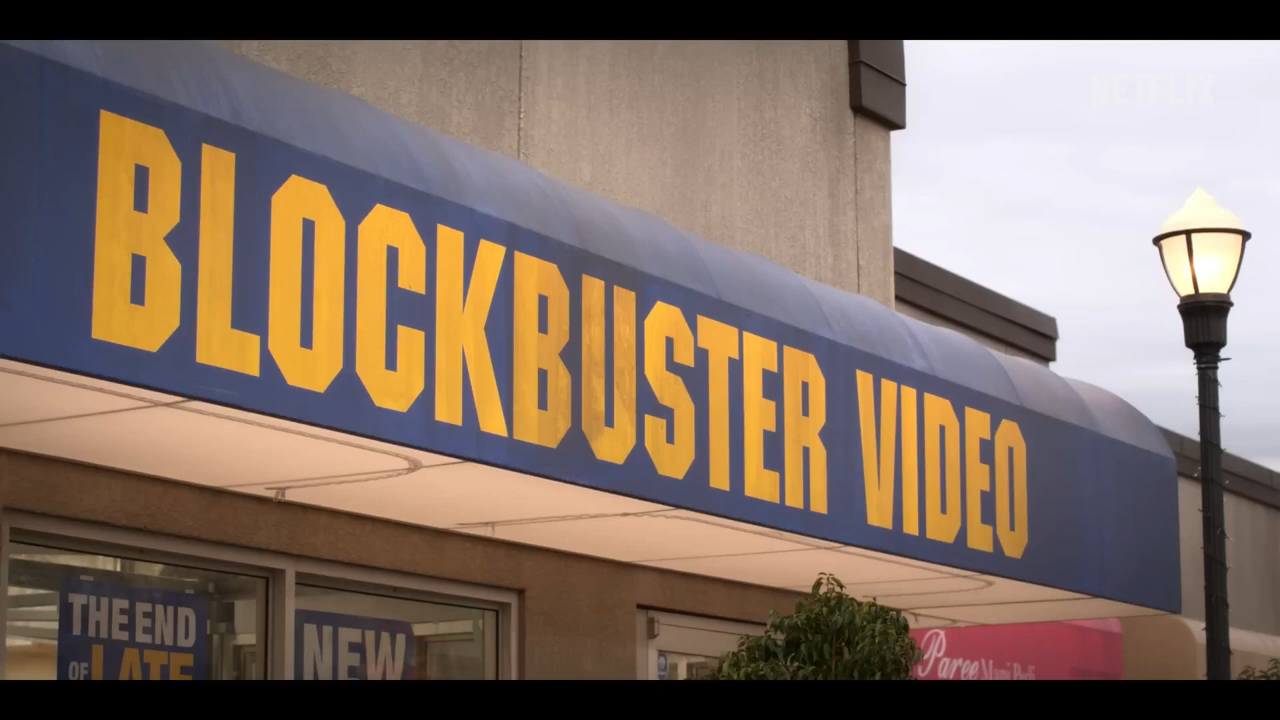 NETFLIX
BLOCKBUSTER VIDEO
THE END
OF LATE
NEW
Paree